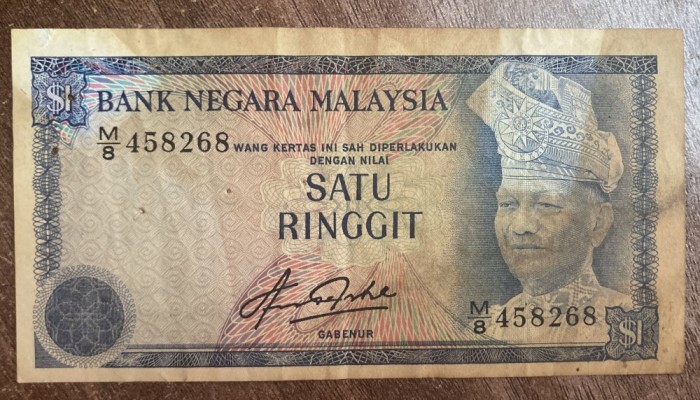 $1
BANK NEGARA MALAYSIA
M/8 458268
WANG KERTAS INI SAH DIPERLAKUKAN
DENGAN NILAI
SATU
RINGGIT
GABENUR
M/8 458268
$1